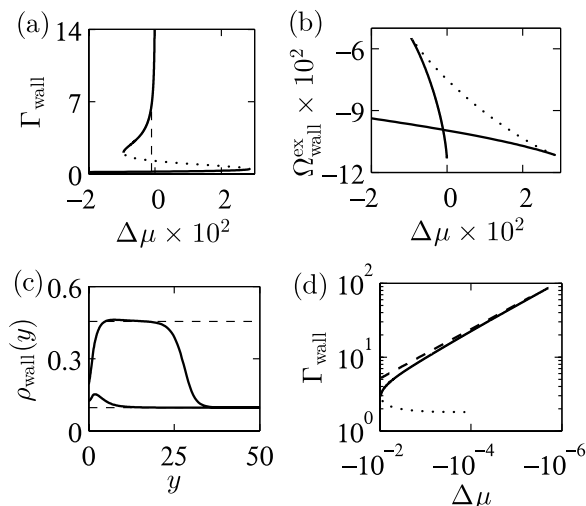 (a)
14
7
0
Γwall
−2 0 2
Δμ × 10²
(b)
−6
−9
−12
Ω^ex_wall × 10²
−2 0 2
Δμ × 10²
(c)
0.6
0.3
0
ρwall(y)
0 25 50
y
(d)
10²
10¹
10⁰
Γwall
−10⁻² −10⁻⁴ −10⁻⁶
Δμ